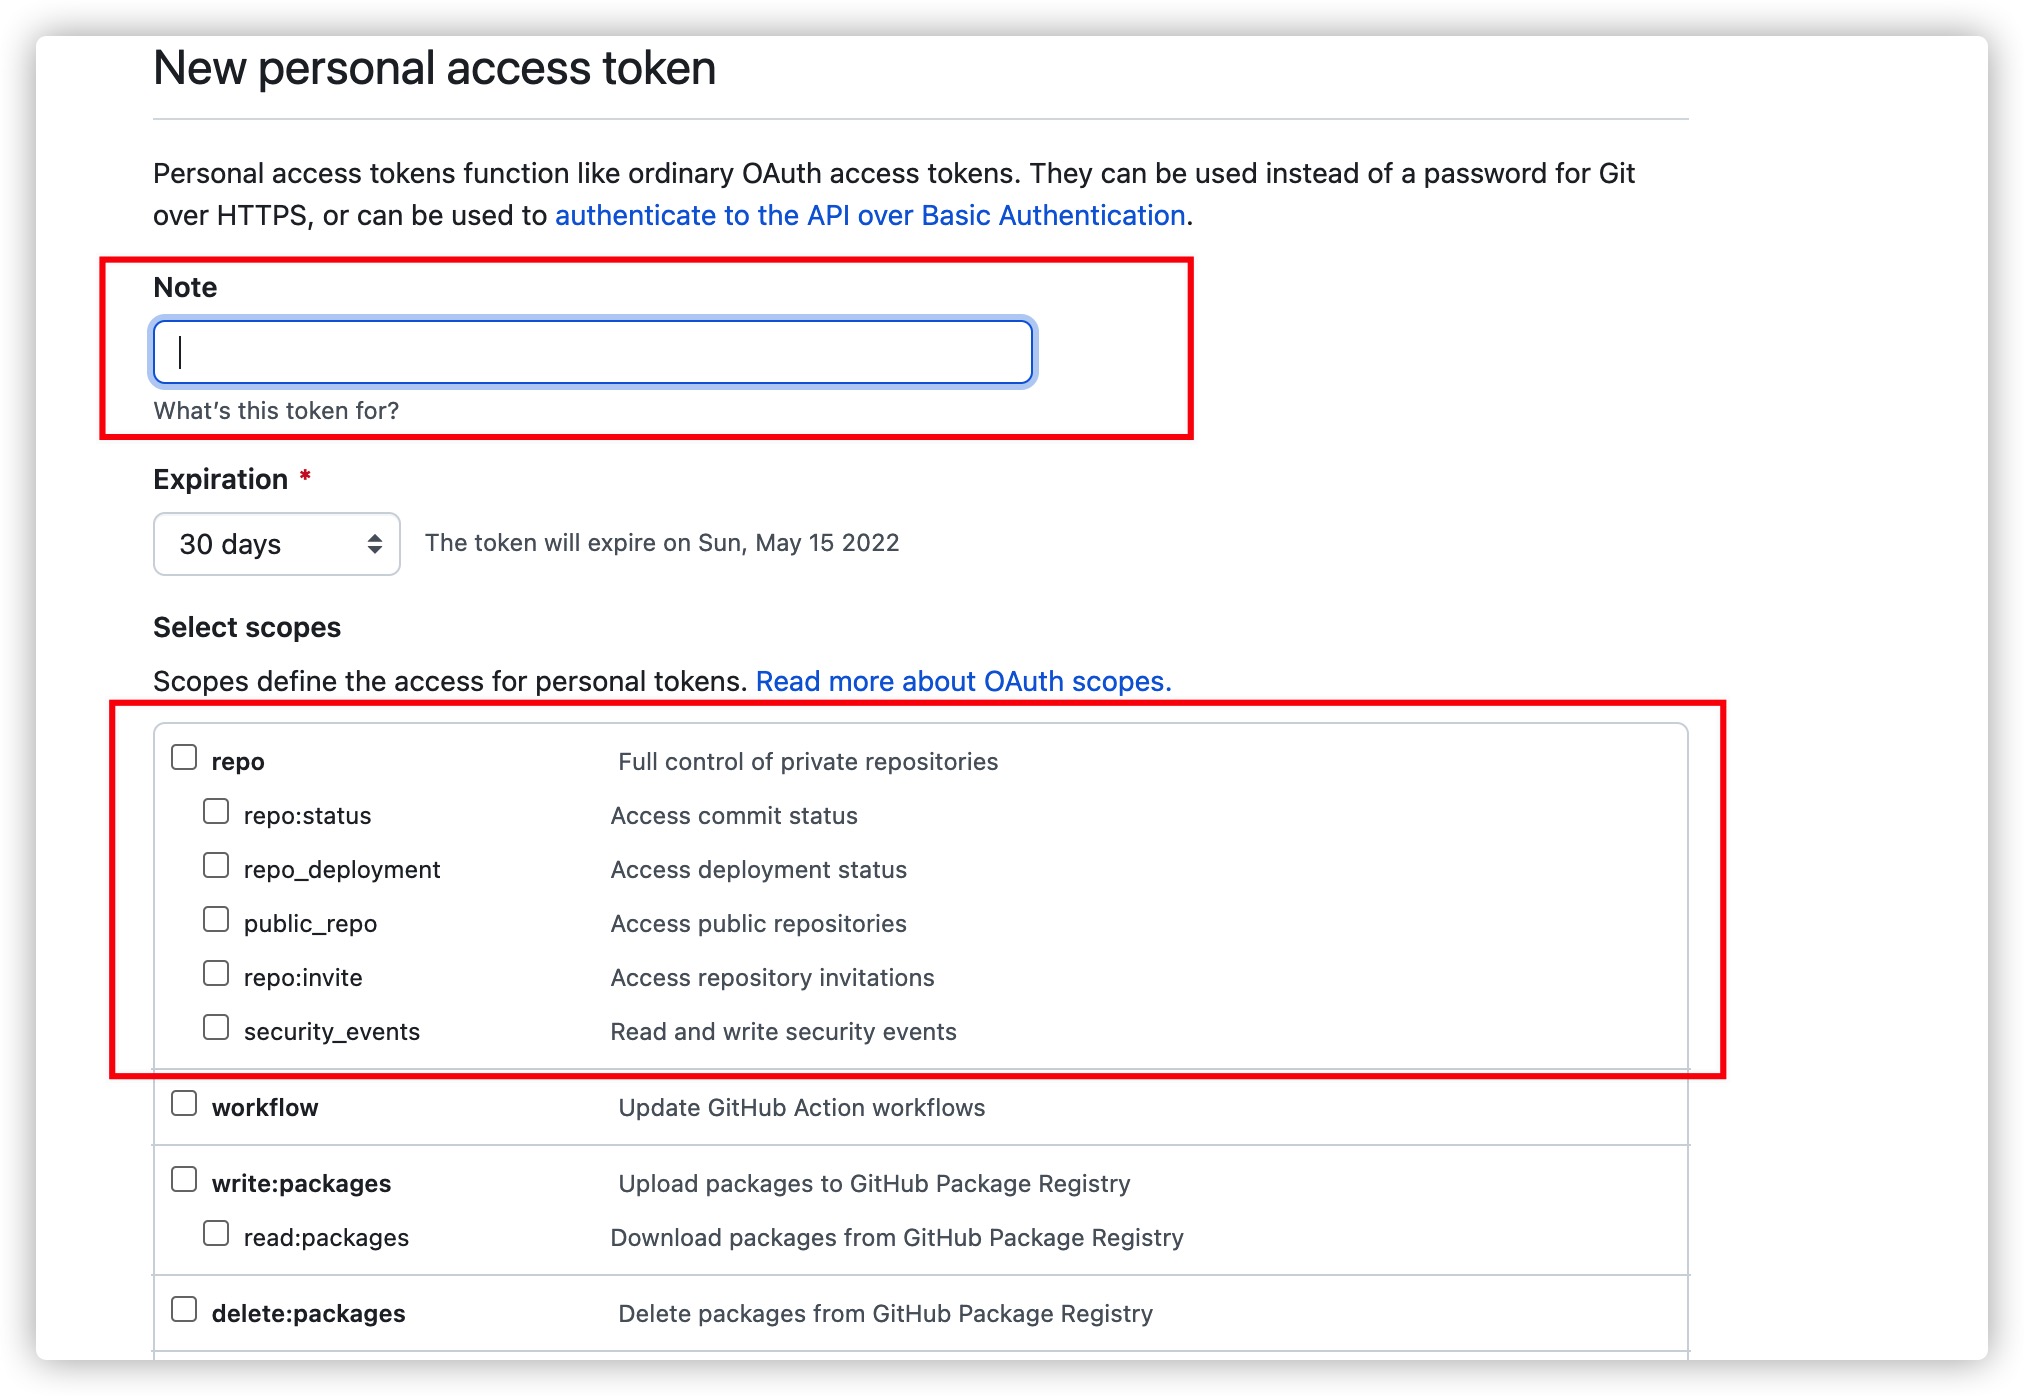 New personal access token
Personal access tokens function like ordinary OAuth access tokens. They can be used instead of a password for Git
over HTTPS, or can be used to authenticate to the API over Basic Authentication.
Note
What's this token for?
Expiration *
30 days The token will expire on Sun, May 15 2022
Select scopes
Scopes define the access for personal tokens. Read more about OAuth scopes.
repo Full control of private repositories
repo:status Access commit status
repo_deployment Access deployment status
public_repo Access public repositories
repo:invite Access repository invitations
security_events Read and write security events
workflow Update GitHub Action workflows
write:packages Upload packages to GitHub Package Registry
read:packages Download packages from GitHub Package Registry
delete:packages Delete packages from GitHub Package Registry